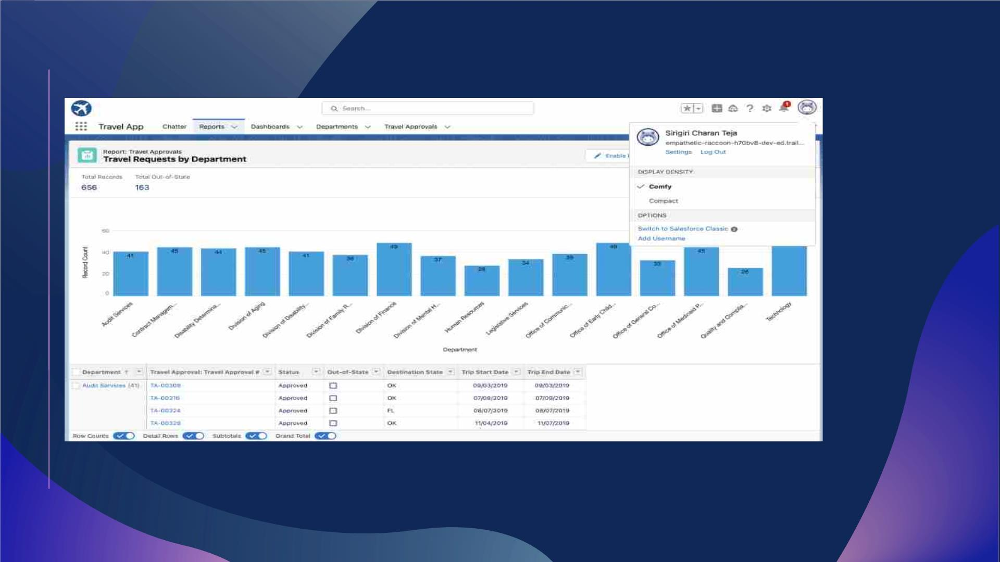 Search...
1
Travel App Chatter Reports Dashboards Departments Travel Approvals
Sirigiri Charan Teja
empathetic-raccoon-h70bv8-dev-ed.trail...
Settings Log Out
Report: Travel Approvals
Travel Requests by Department
Enable
DISPLAY DENSITY
Comfy
Compact
OPTIONS
Switch to Salesforce Classic
Add Username
Total Records Total Out-of-State
656 163
Record Count
60
40
20
0
41 45 44 45 41 38 49 37 28 34 39 49 33 45 26
Audit Services
Contract Managem...
Disability Determina...
Division of Aging
Division of Disability...
Division of Family R...
Division of Finance
Division of Mental H...
Human Resources
Legislative Services
Office of Communic...
Office of Early Child...
Office of General Co...
Office of Medicaid P...
Quality and Complia...
Technology
Department
Department ↑ Travel Approval: Travel Approval # Status Out-of-State Destination State Trip Start Date Trip End Date
Audit Services (41) TA-00308 Approved OK 09/03/2019 09/03/2019
TA-00316 Approved OK 07/08/2019 07/09/2019
TA-00324 Approved FL 08/07/2019
TA-00328 Approved OK 11/04/2019 11/07/2019
Row Counts Detail Rows Subtotals Grand Total